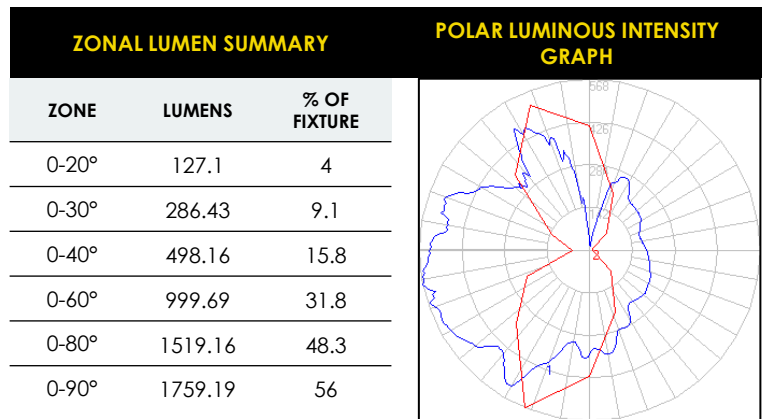 ZONAL LUMEN SUMMARY
POLAR LUMINOUS INTENSITY
GRAPH
ZONE LUMENS % OF
FIXTURE
0-20° 127.1 4
0-30° 286.43 9.1
0-40° 498.16 15.8
0-60° 999.69 31.8
0-80° 1519.16 48.3
0-90° 1759.19 56
568
426
1